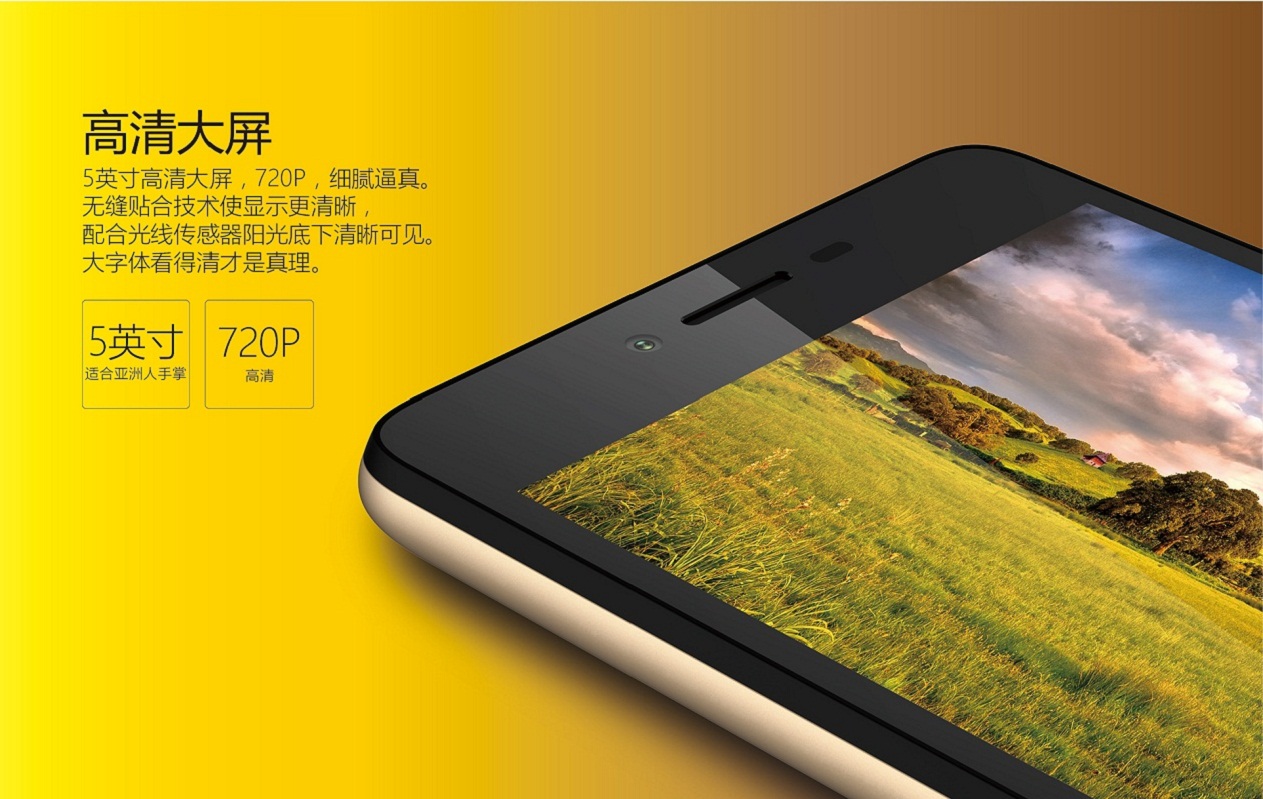 高清大屏
5英寸高清大屏，720P，细腻逼真。
无缝贴合技术使显示更清晰，
配合光线传感器阳光底下清晰可见。
大字体看得清才是真理。
5英寸
适合亚洲人手掌
720P
高清